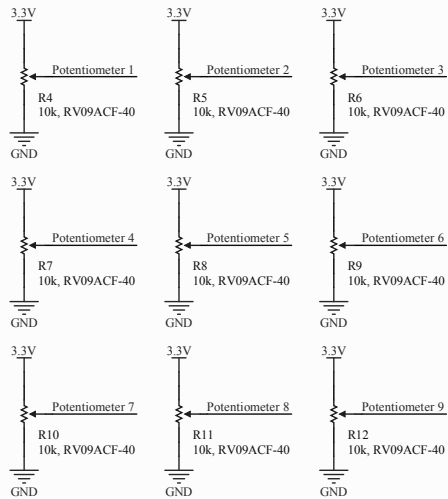 3.3V
Potentiometer 1
R4
10k, RV09ACF-40
GND
3.3V
Potentiometer 2
R5
10k, RV09ACF-40
GND
3.3V
Potentiometer 3
R6
10k, RV09ACF-40
GND
3.3V
Potentiometer 4
R7
10k, RV09ACF-40
GND
3.3V
Potentiometer 5
R8
10k, RV09ACF-40
GND
3.3V
Potentiometer 6
R9
10k, RV09ACF-40
GND
3.3V
Potentiometer 7
R10
10k, RV09ACF-40
GND
3.3V
Potentiometer 8
R11
10k, RV09ACF-40
GND
3.3V
Potentiometer 9
R12
10k, RV09ACF-40
GND